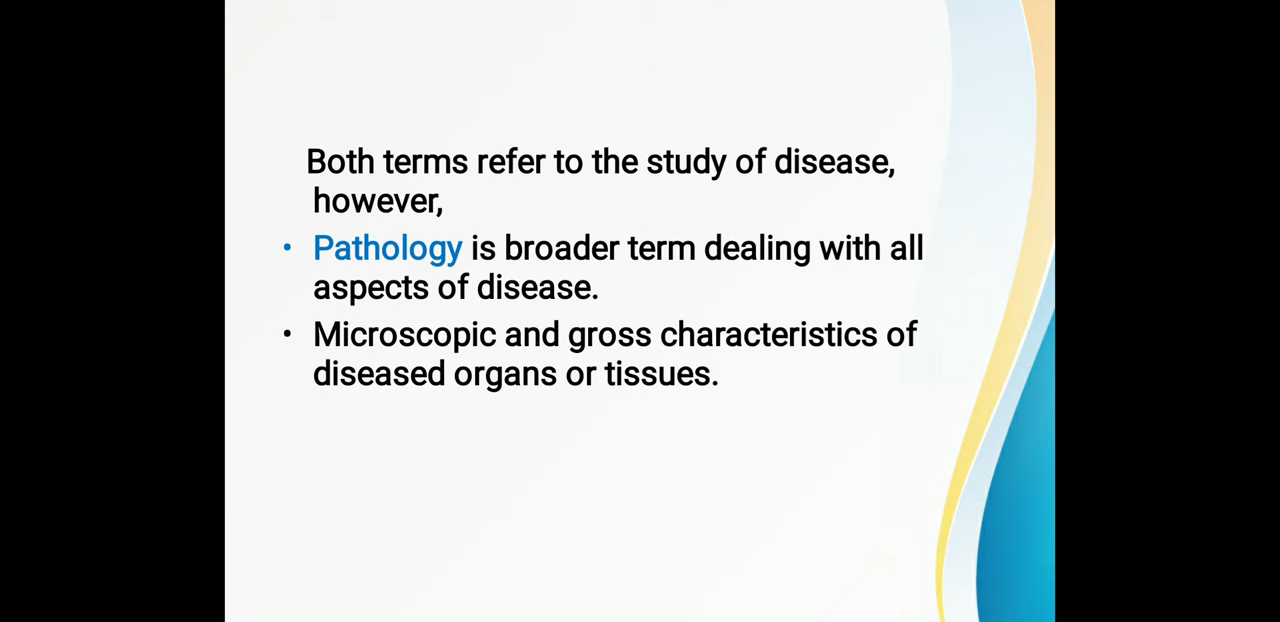 Both terms refer to the study of disease,
however,
• Pathology is broader term dealing with all
aspects of disease.
• Microscopic and gross characteristics of
diseased organs or tissues.